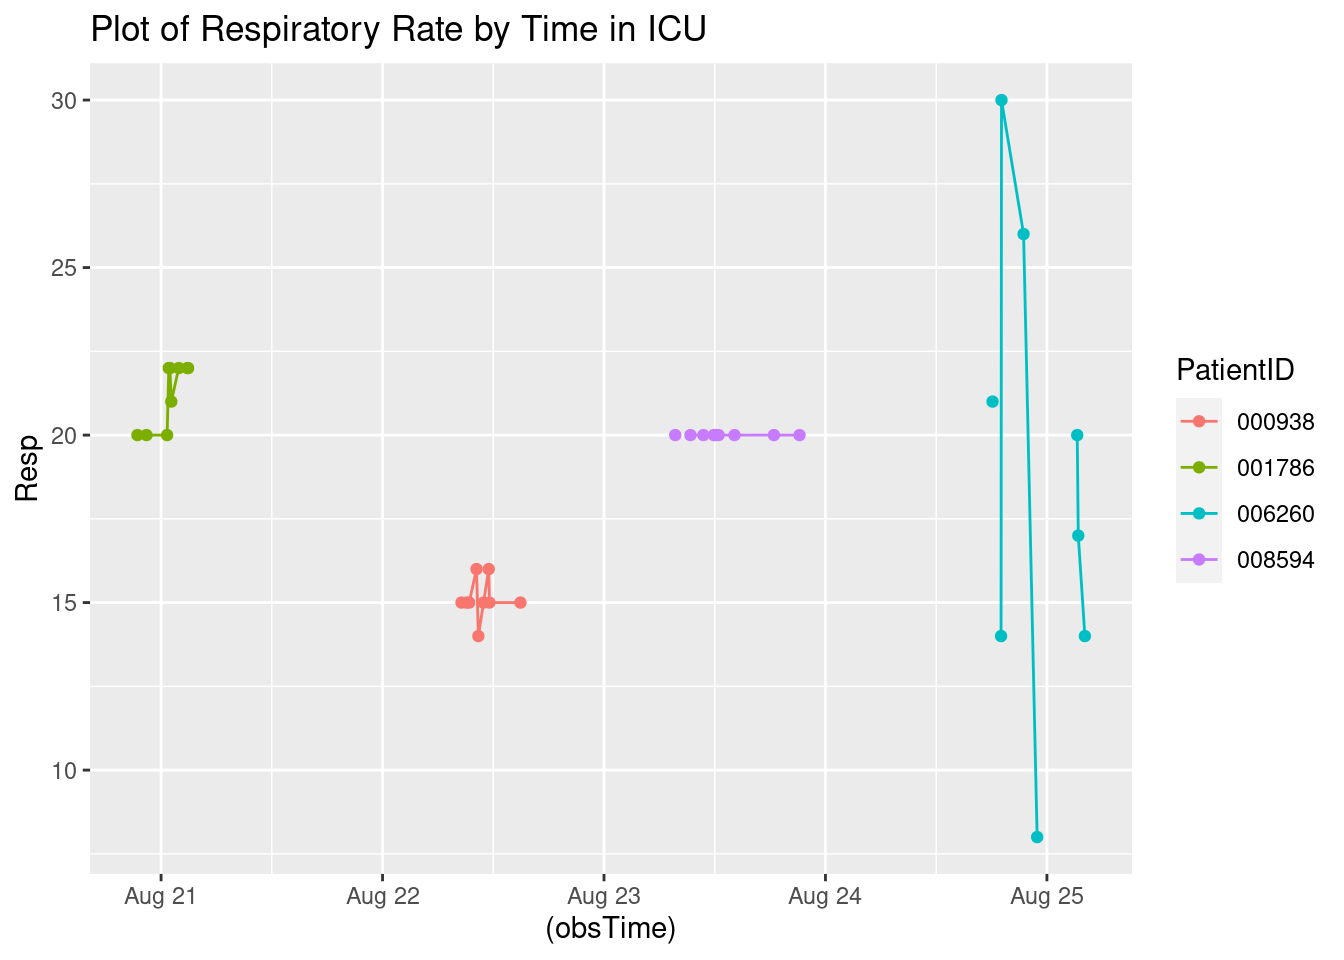 Plot of Respiratory Rate by Time in ICU
30
25
20
15
10
Resp
Aug 21
Aug 22
Aug 23
Aug 24
Aug 25
(obsTime)
PatientID
000938
001786
006260
008594